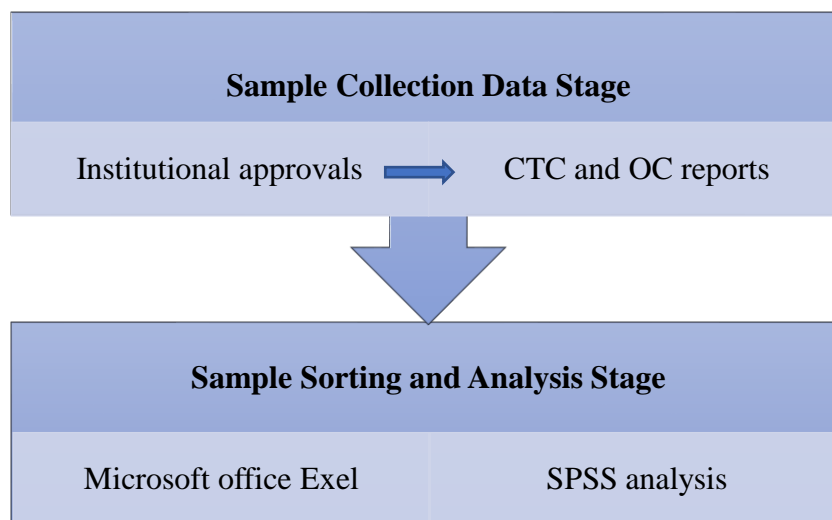 Sample Collection Data Stage
Institutional approvals
CTC and OC reports
Sample Sorting and Analysis Stage
Microsoft office Exel
SPSS analysis